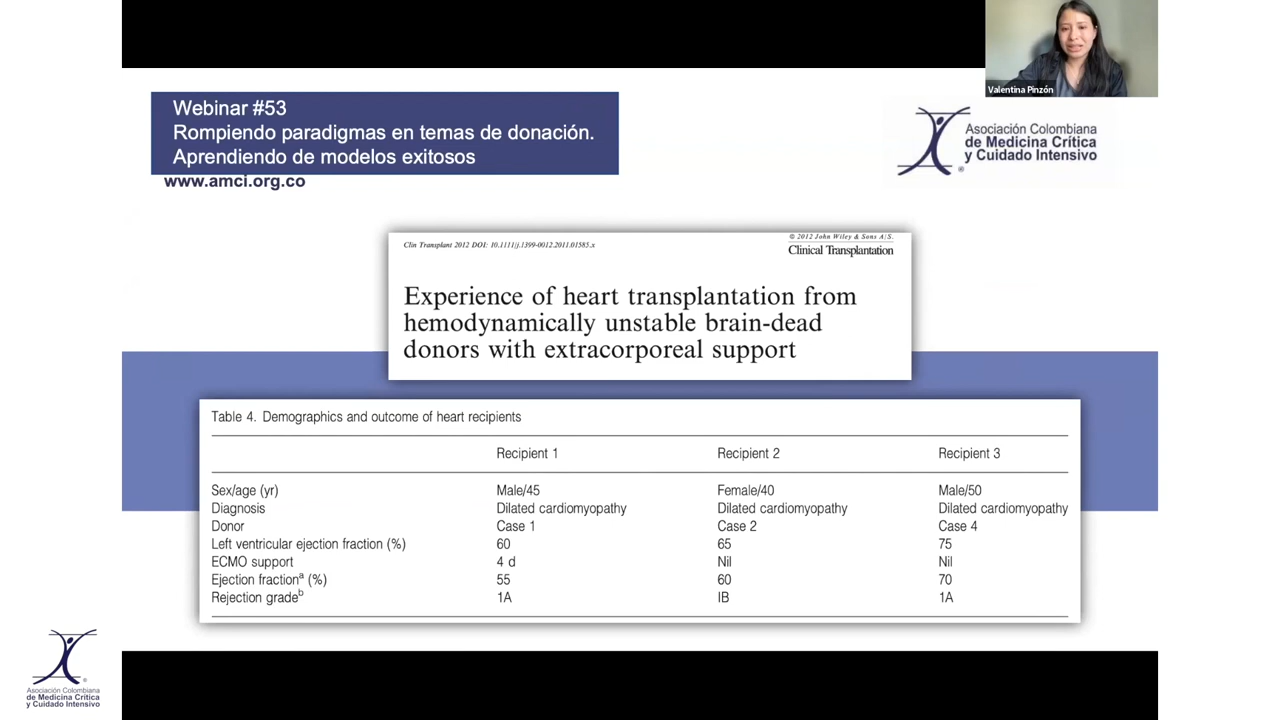 Valentina Pinzón
Webinar #53
Rompiendo paradigmas en temas de donación.
Aprendiendo de modelos exitosos
www.amci.org.co
Asociación Colombiana
de Medicina Crítica
y Cuidado Intensivo
®
Clin Transplant 2012 DOI: 10.1111/j.1399-0012.2011.01585.x
© 2012 John Wiley & Sons A/S.
Clinical Transplantation
Experience of heart transplantation from
hemodynamically unstable brain-dead
donors with extracorporeal support
Table 4. Demographics and outcome of heart recipients
Recipient 1 Recipient 2 Recipient 3
Sex/age (yr) Male/45 Female/40 Male/50
Diagnosis Dilated cardiomyopathy Dilated cardiomyopathy Dilated cardiomyopathy
Donor Case 1 Case 2 Case 4
Left ventricular ejection fraction (%) 60 65 75
ECMO support 4 d Nil Nil
Ejection fractionᵃ (%) 55 60 70
Rejection gradeᵇ 1A IB 1A
®
Asociación Colombiana
de Medicina Crítica
y Cuidado Intensivo